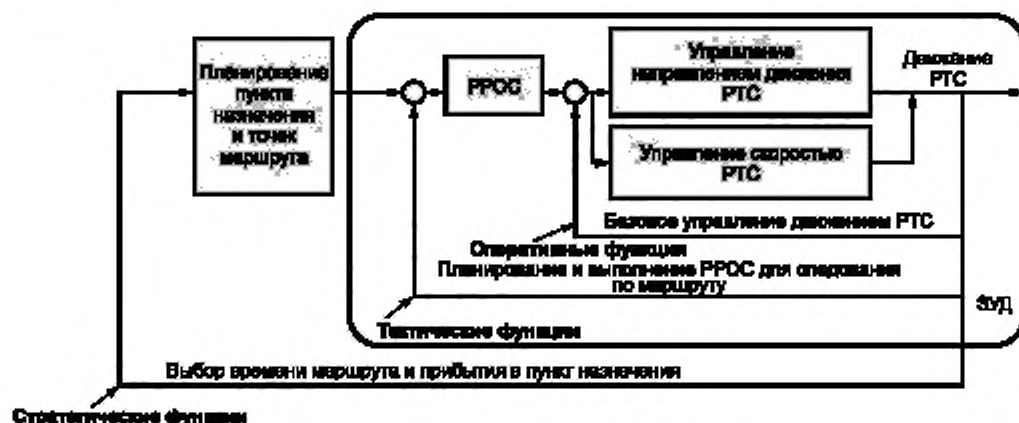 Планирование
пункта
назначения
и точек
маршрута
РРОС
Управление
направлением движения
РТС
Управление скоростью
РТС
Движение
РТС
Базовое управление движением РТС
Оперативные функции
Планирование и выполнение РРОС для следования
по маршруту
ЗУД
Тактические функции
Выбор времени маршрута и прибытия в пункт назначения
Стратегические функции